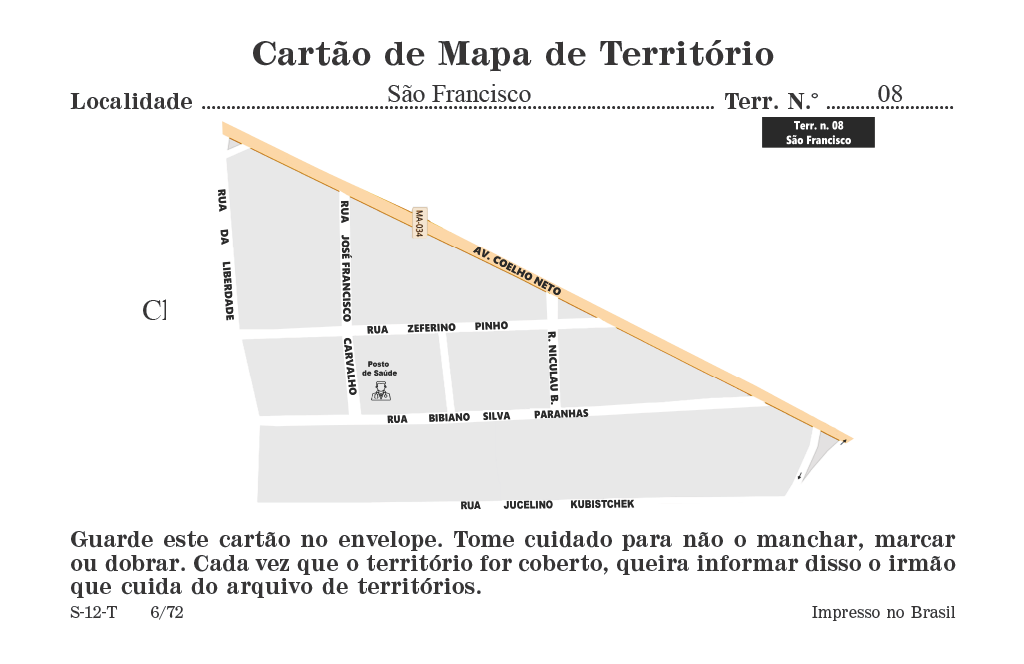 Cartão de Mapa de Território
Localidade São Francisco Terr. N.º 08
Terr. n. 08
São Francisco
RUA DA LIBERDADE
RUA JOSÉ FRANCISCO CARVALHO
MA-034
AV. COELHO NETO
RUA ZEFERINO PINHO
R. NICULAU B.
Posto
de Saúde
RUA BIBIANO SILVA PARANHAS
RUA JUCELINO KUBISTCHEK
Guarde este cartão no envelope. Tome cuidado para não o manchar, marcar
ou dobrar. Cada vez que o território for coberto, queira informar disso o irmão
que cuida do arquivo de territórios.
S-12-T 6/72
Impresso no Brasil